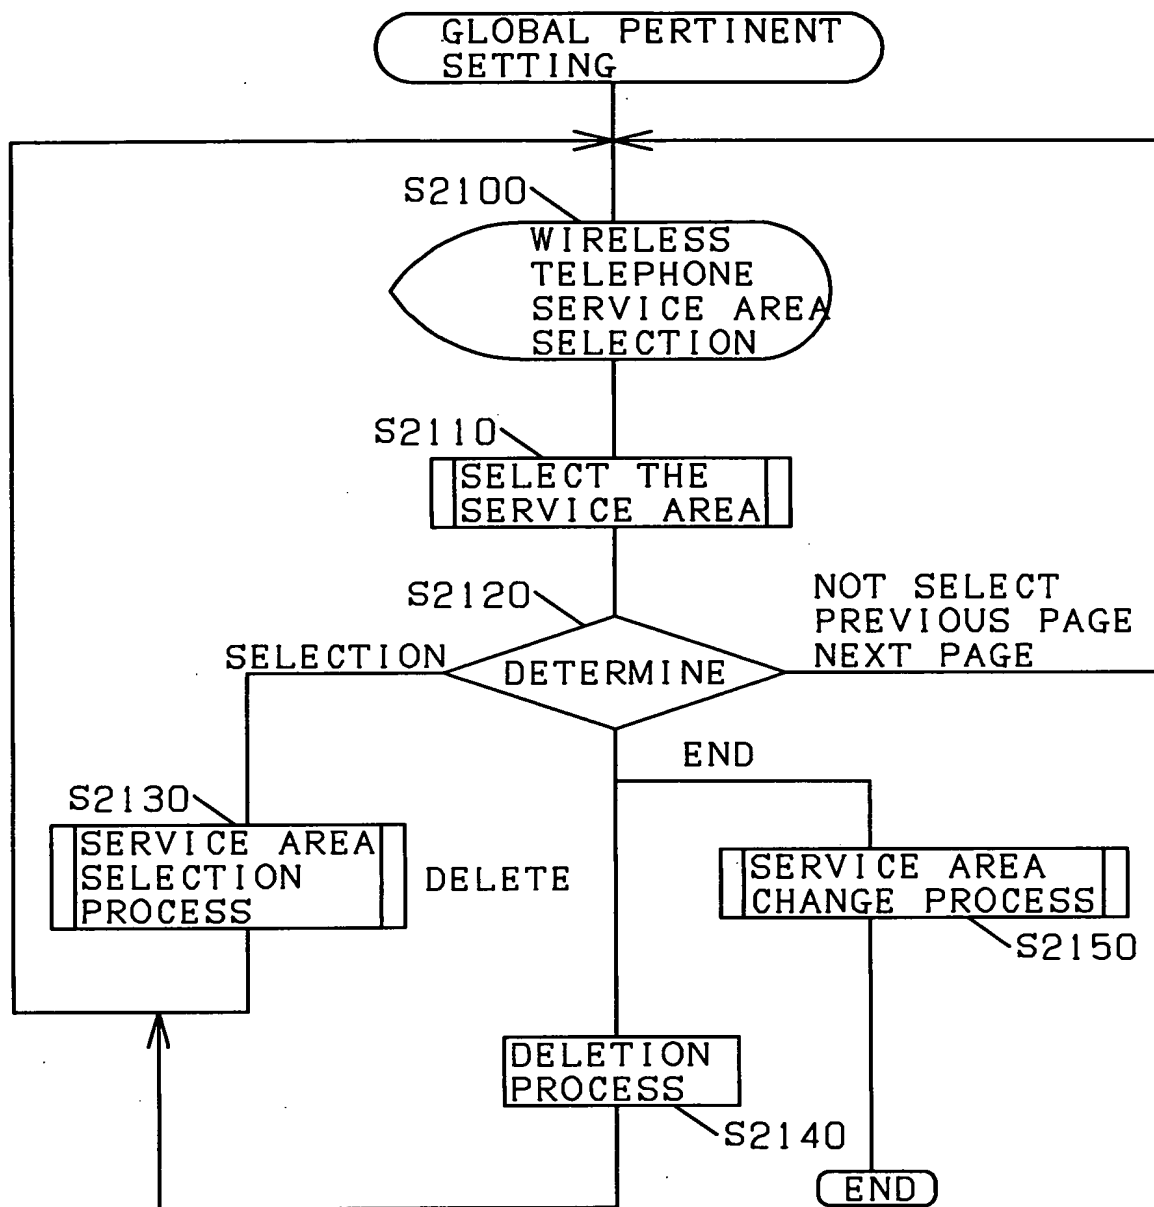 GLOBAL PERTINENT
SETTING
S2100
WIRELESS
TELEPHONE
SERVICE AREA
SELECTION
S2110
SELECT THE
SERVICE AREA
S2120
NOT SELECT
PREVIOUS PAGE
NEXT PAGE
SELECTION
DETERMINE
END
S2130
SERVICE AREA
SELECTION
PROCESS
DELETE
SERVICE AREA
CHANGE PROCESS
S2150
DELETION
PROCESS
S2140
END